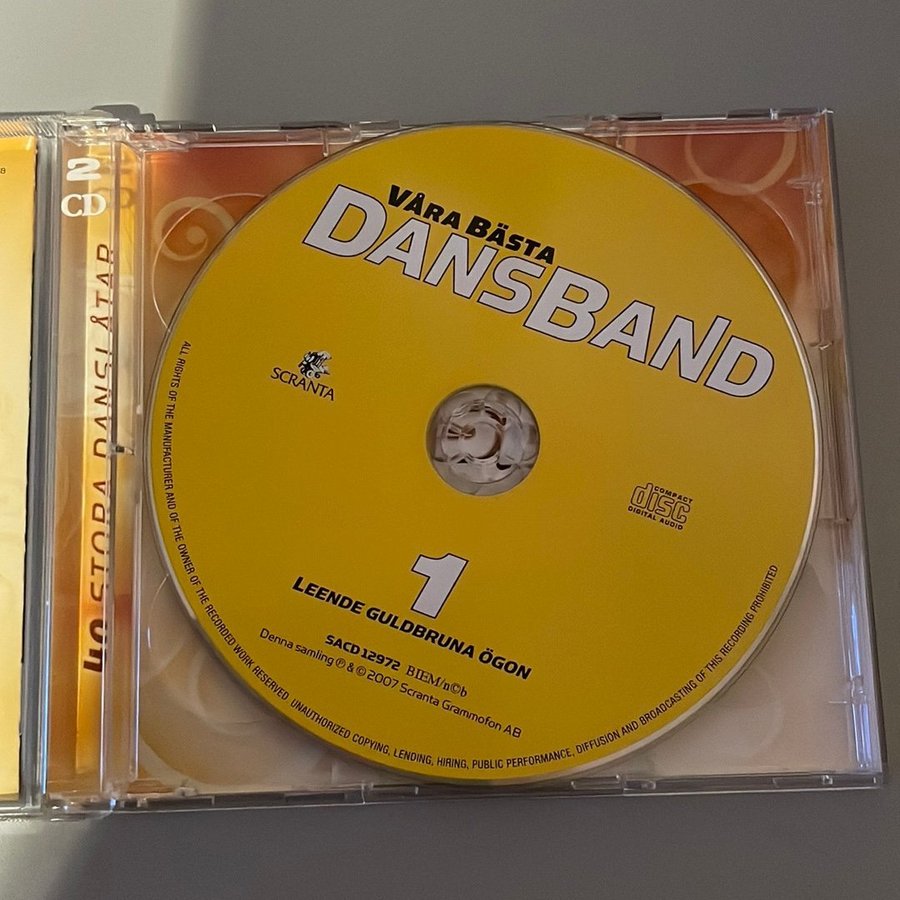 2
CD
40 STORA DANSLÅTAR
VÅRA BÄSTA
DANSBAND
SCRANTA
COMPACT
disc
DIGITAL AUDIO
1
LEENDE GULDBRUNA ÖGON
SACD 12972 BIEM/n©b
Denna samling ℗ & © 2007 Scranta Grammofon AB
ALL RIGHTS OF THE MANUFACTURER AND OF THE OWNER OF THE RECORDED WORK RESERVED. UNAUTHORIZED COPYING, LENDING, HIRING, PUBLIC PERFORMANCE, DIFFUSION AND BROADCASTING OF THIS RECORDING PROHIBITED